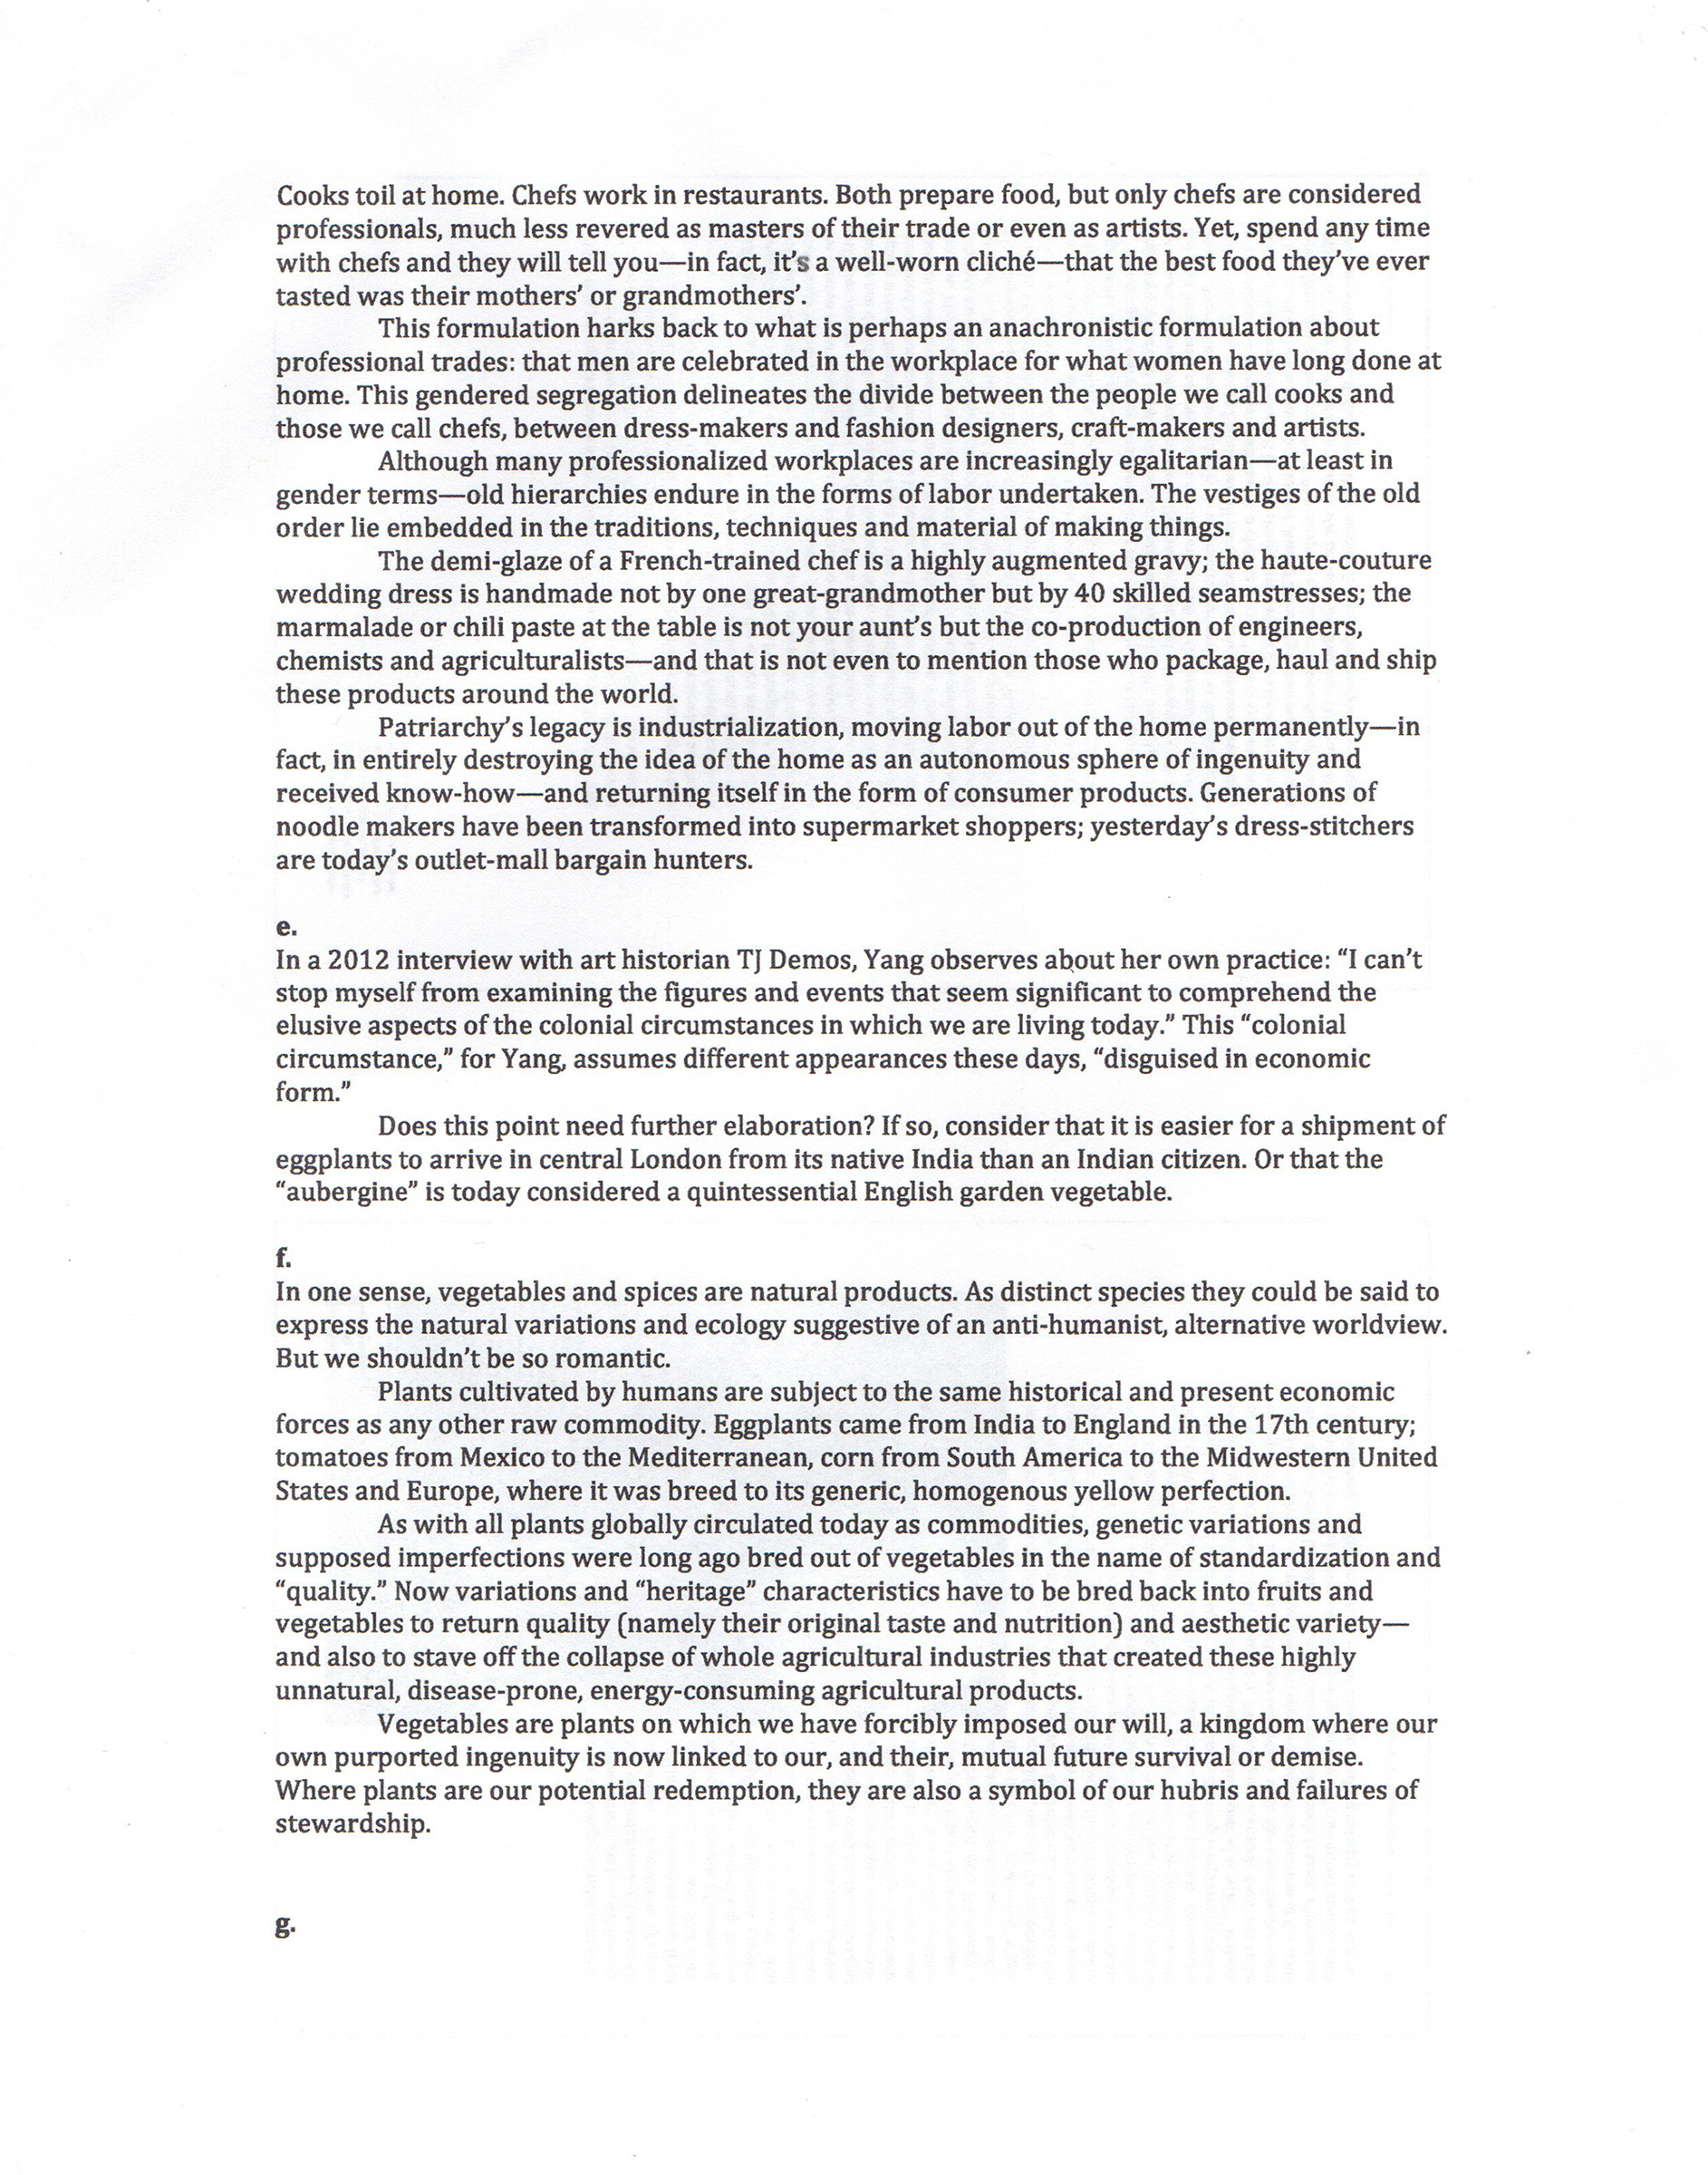 Cooks toil at home. Chefs work in restaurants. Both prepare food, but only chefs are considered
professionals, much less revered as masters of their trade or even as artists. Yet, spend any time
with chefs and they will tell you—in fact, it's a well-worn cliché—that the best food they've ever
tasted was their mothers' or grandmothers'.
This formulation harks back to what is perhaps an anachronistic formulation about
professional trades: that men are celebrated in the workplace for what women have long done at
home. This gendered segregation delineates the divide between the people we call cooks and
those we call chefs, between dress-makers and fashion designers, craft-makers and artists.
Although many professionalized workplaces are increasingly egalitarian—at least in
gender terms—old hierarchies endure in the forms of labor undertaken. The vestiges of the old
order lie embedded in the traditions, techniques and material of making things.
The demi-glaze of a French-trained chef is a highly augmented gravy; the haute-couture
wedding dress is handmade not by one great-grandmother but by 40 skilled seamstresses; the
marmalade or chili paste at the table is not your aunt's but the co-production of engineers,
chemists and agriculturalists—and that is not even to mention those who package, haul and ship
these products around the world.
Patriarchy's legacy is industrialization, moving labor out of the home permanently—in
fact, in entirely destroying the idea of the home as an autonomous sphere of ingenuity and
received know-how—and returning itself in the form of consumer products. Generations of
noodle makers have been transformed into supermarket shoppers; yesterday's dress-stitchers
are today's outlet-mall bargain hunters.
e.
In a 2012 interview with art historian TJ Demos, Yang observes about her own practice: "I can't
stop myself from examining the figures and events that seem significant to comprehend the
elusive aspects of the colonial circumstances in which we are living today." This "colonial
circumstance," for Yang, assumes different appearances these days, "disguised in economic
form."
Does this point need further elaboration? If so, consider that it is easier for a shipment of
eggplants to arrive in central London from its native India than an Indian citizen. Or that the
"aubergine" is today considered a quintessential English garden vegetable.
f.
In one sense, vegetables and spices are natural products. As distinct species they could be said to
express the natural variations and ecology suggestive of an anti-humanist, alternative worldview.
But we shouldn't be so romantic.
Plants cultivated by humans are subject to the same historical and present economic
forces as any other raw commodity. Eggplants came from India to England in the 17th century;
tomatoes from Mexico to the Mediterranean, corn from South America to the Midwestern United
States and Europe, where it was breed to its generic, homogenous yellow perfection.
As with all plants globally circulated today as commodities, genetic variations and
supposed imperfections were long ago bred out of vegetables in the name of standardization and
"quality." Now variations and "heritage" characteristics have to be bred back into fruits and
vegetables to return quality (namely their original taste and nutrition) and aesthetic variety—
and also to stave off the collapse of whole agricultural industries that created these highly
unnatural, disease-prone, energy-consuming agricultural products.
Vegetables are plants on which we have forcibly imposed our will, a kingdom where our
own purported ingenuity is now linked to our, and their, mutual future survival or demise.
Where plants are our potential redemption, they are also a symbol of our hubris and failures of
stewardship.
g.